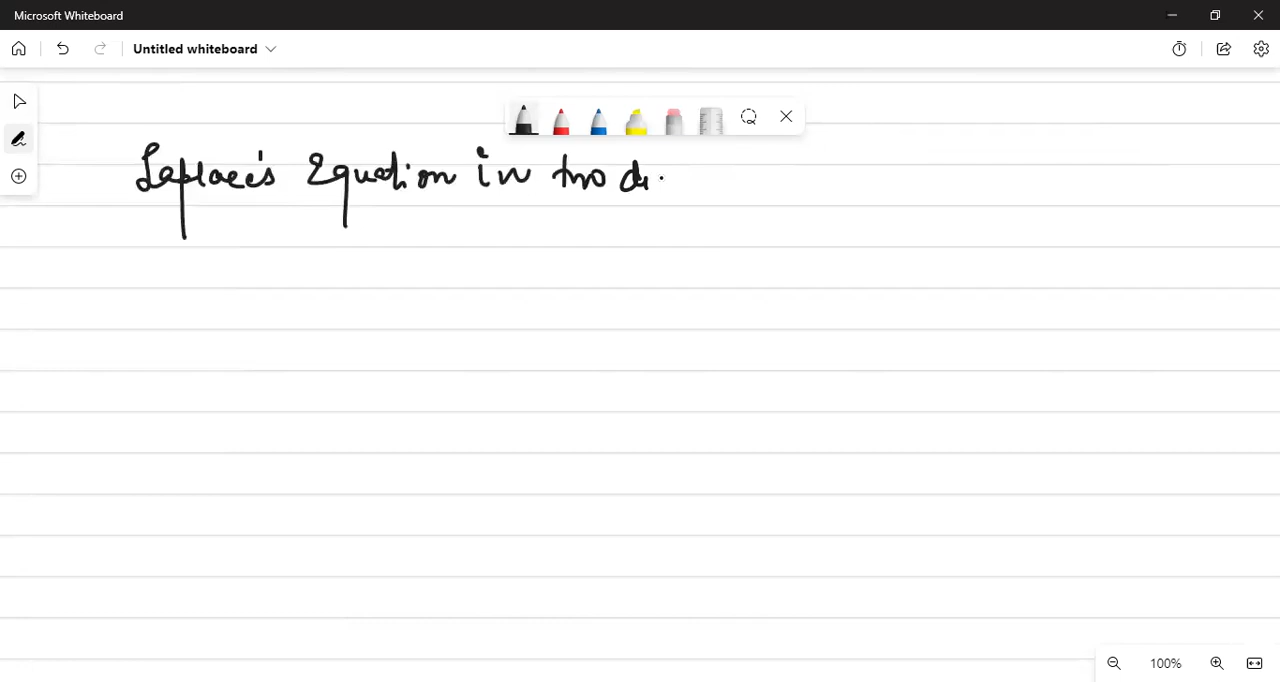 Microsoft Whiteboard
Untitled whiteboard
Laplace's Equation in two di
100%